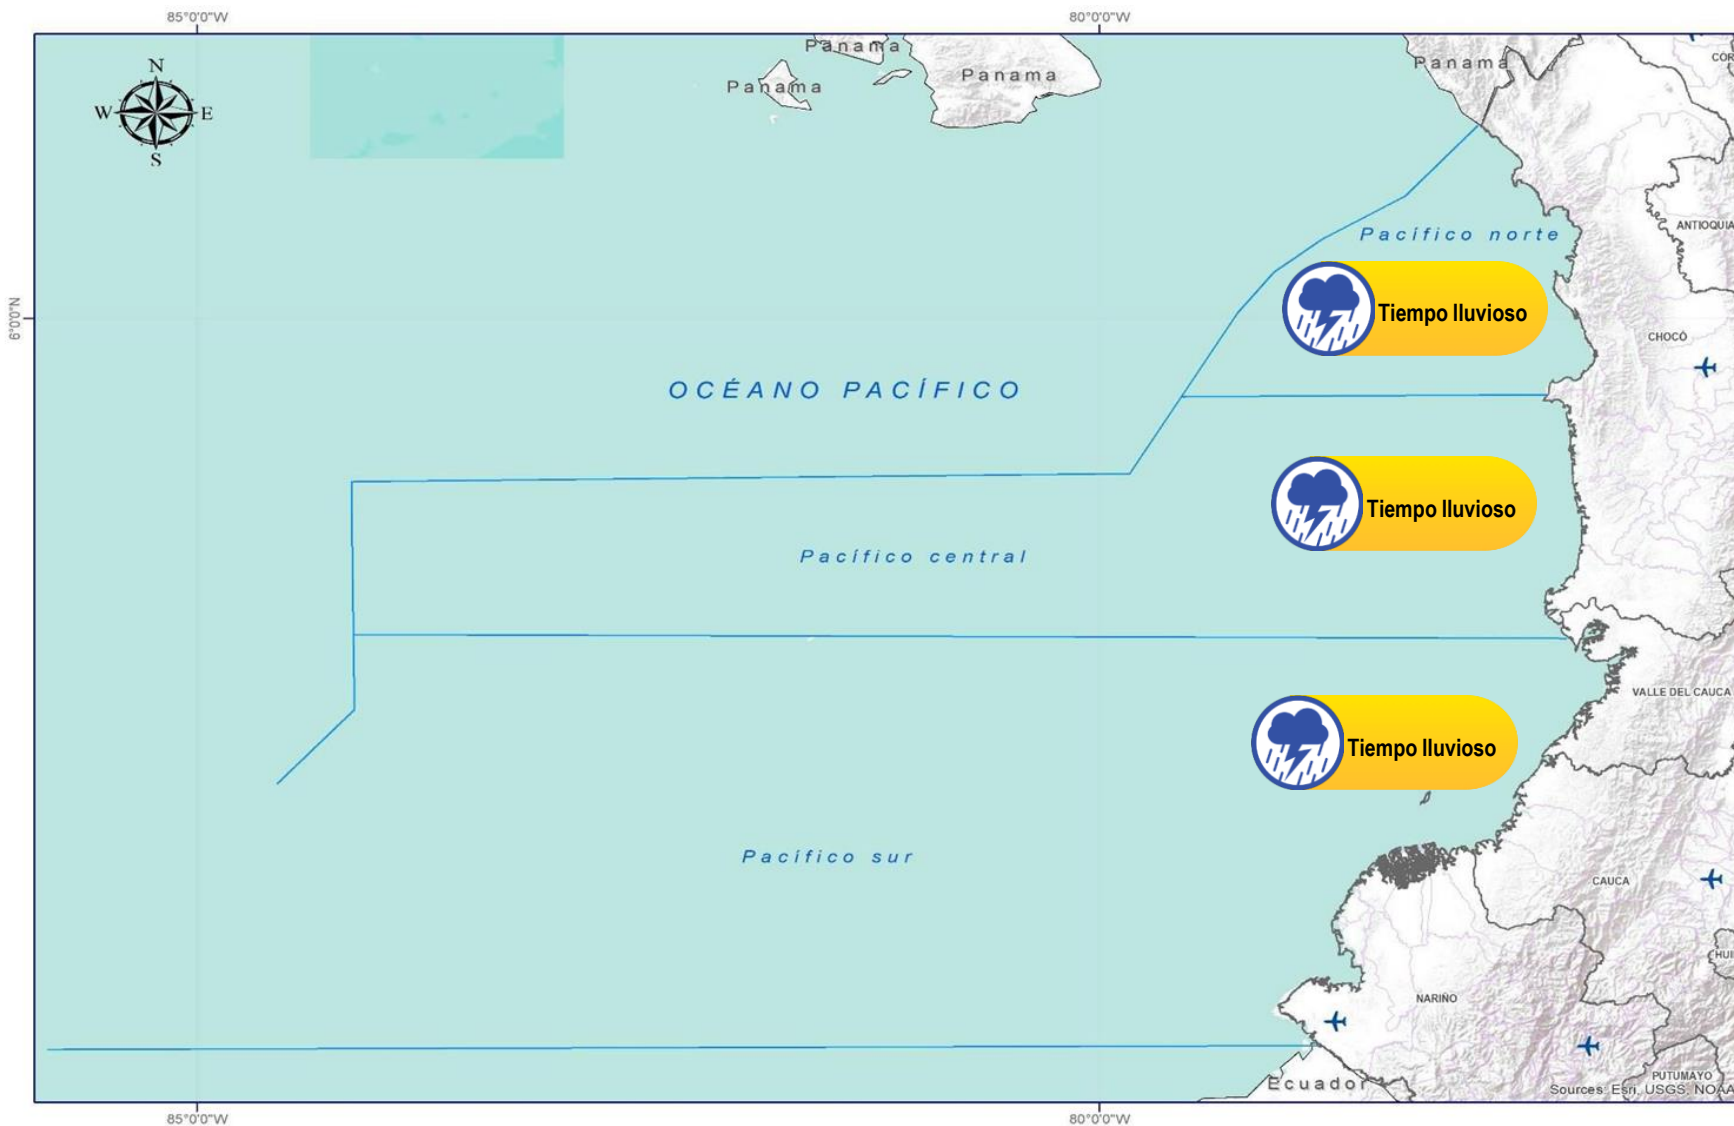 85°0'0"W
80°0'0"W
N
W
E
S
Panama
Panama
Panama
Panama
CÓR
Pacífico norte
ANTIOQUIA
Tiempo lluvioso
6°0'0"N
CHOCÓ
OCÉANO PACÍFICO
Tiempo lluvioso
Pacífico central
VALLE DEL CAUCA
Tiempo lluvioso
Pacífico sur
CAUCA
HUI
NARIÑO
Ecuador
PUTUMAYO
Sources: Esri, USGS, NOAA
85°0'0"W
80°0'0"W